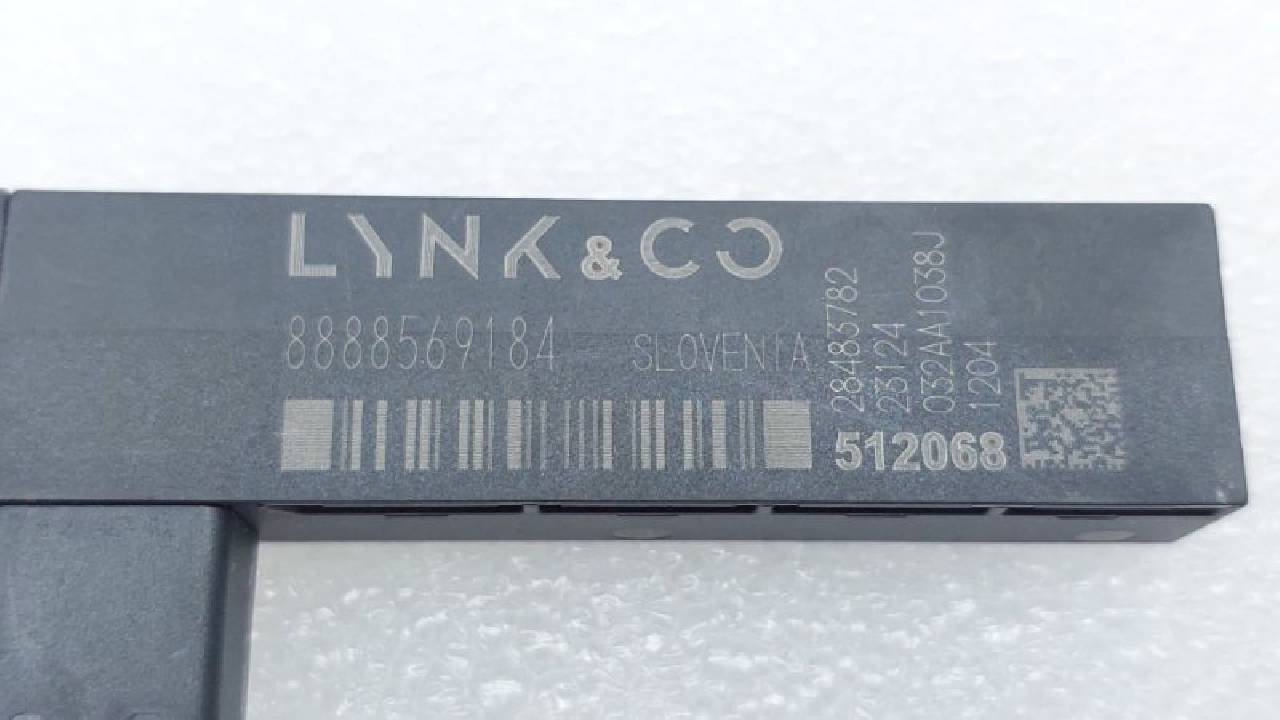 LYNK & CO
8888569184 SLOVENIA
28483782
23124
032AA1038J
1204
512068